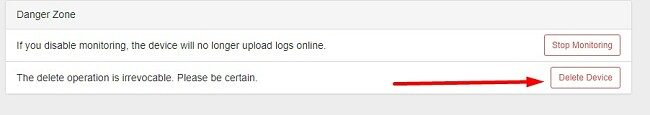 Danger Zone
If you disable monitoring, the device will no longer upload logs online.
Stop Monitoring
The delete operation is irrevocable. Please be certain.
Delete Device